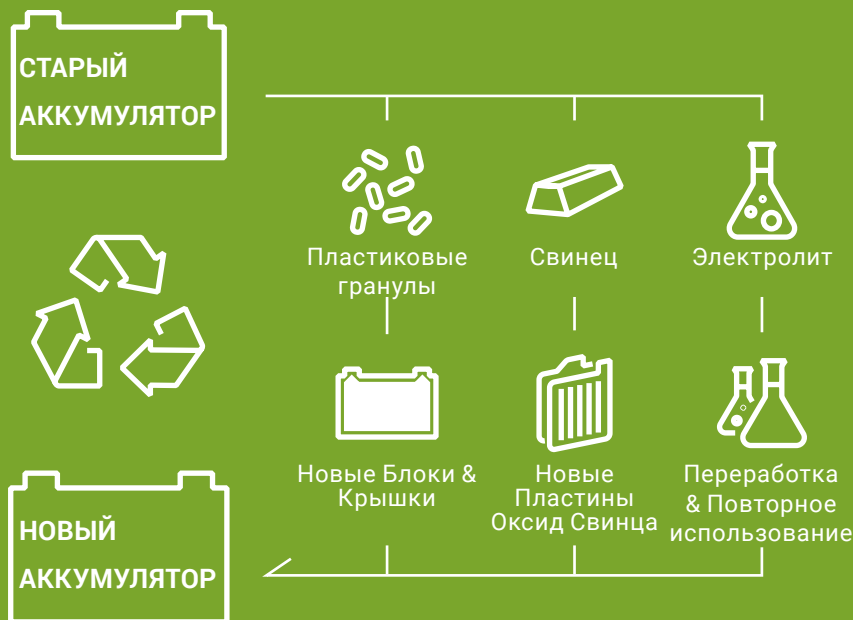 СТАРЫЙ
АККУМУЛЯТОР
Пластиковые
гранулы
Свинец
Электролит
Новые Блоки &
Крышки
Новые
Пластины
Оксид Свинца
Переработка
& Повторное
использование
НОВЫЙ
АККУМУЛЯТОР